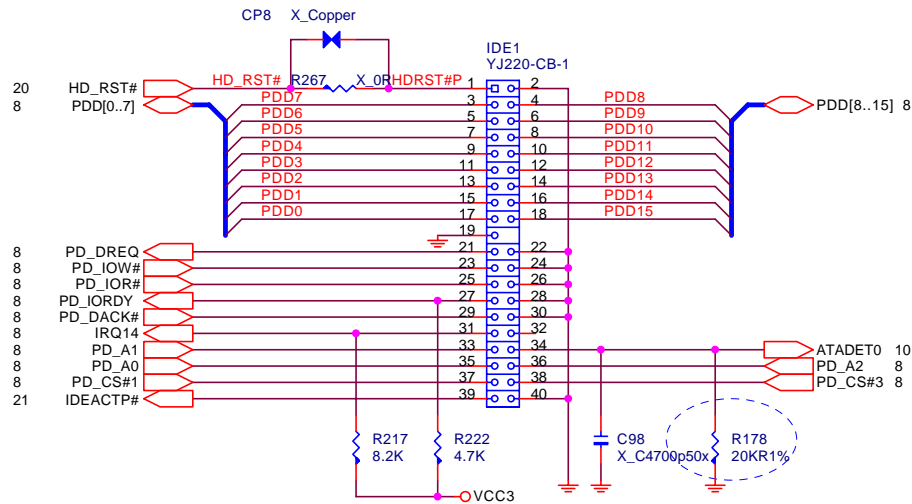 CP8 X_Copper
IDE1
YJ220-CB-1
20 HD_RST# HD_RST# R267 X_0R HDRST#P 1 2
8 PDD[0..7] PDD7 3 4 PDD8 PDD[8..15] 8
PDD6 5 6 PDD9
PDD5 7 8 PDD10
PDD4 9 10 PDD11
PDD3 11 12 PDD12
PDD2 13 14 PDD13
PDD1 15 16 PDD14
PDD0 17 18 PDD15
19
8 PD_DREQ 21 22
8 PD_IOW# 23 24
8 PD_IOR# 25 26
8 PD_IORDY 27 28
8 PD_DACK# 29 30
8 IRQ14 31 32
8 PD_A1 33 34 ATADET0 10
8 PD_A0 35 36 PD_A2 8
8 PD_CS#1 37 38 PD_CS#3 8
21 IDEACTP# 39 40
R217 R222 C98 R178
8.2K 4.7K X_C4700p50x 20KR1%
VCC3